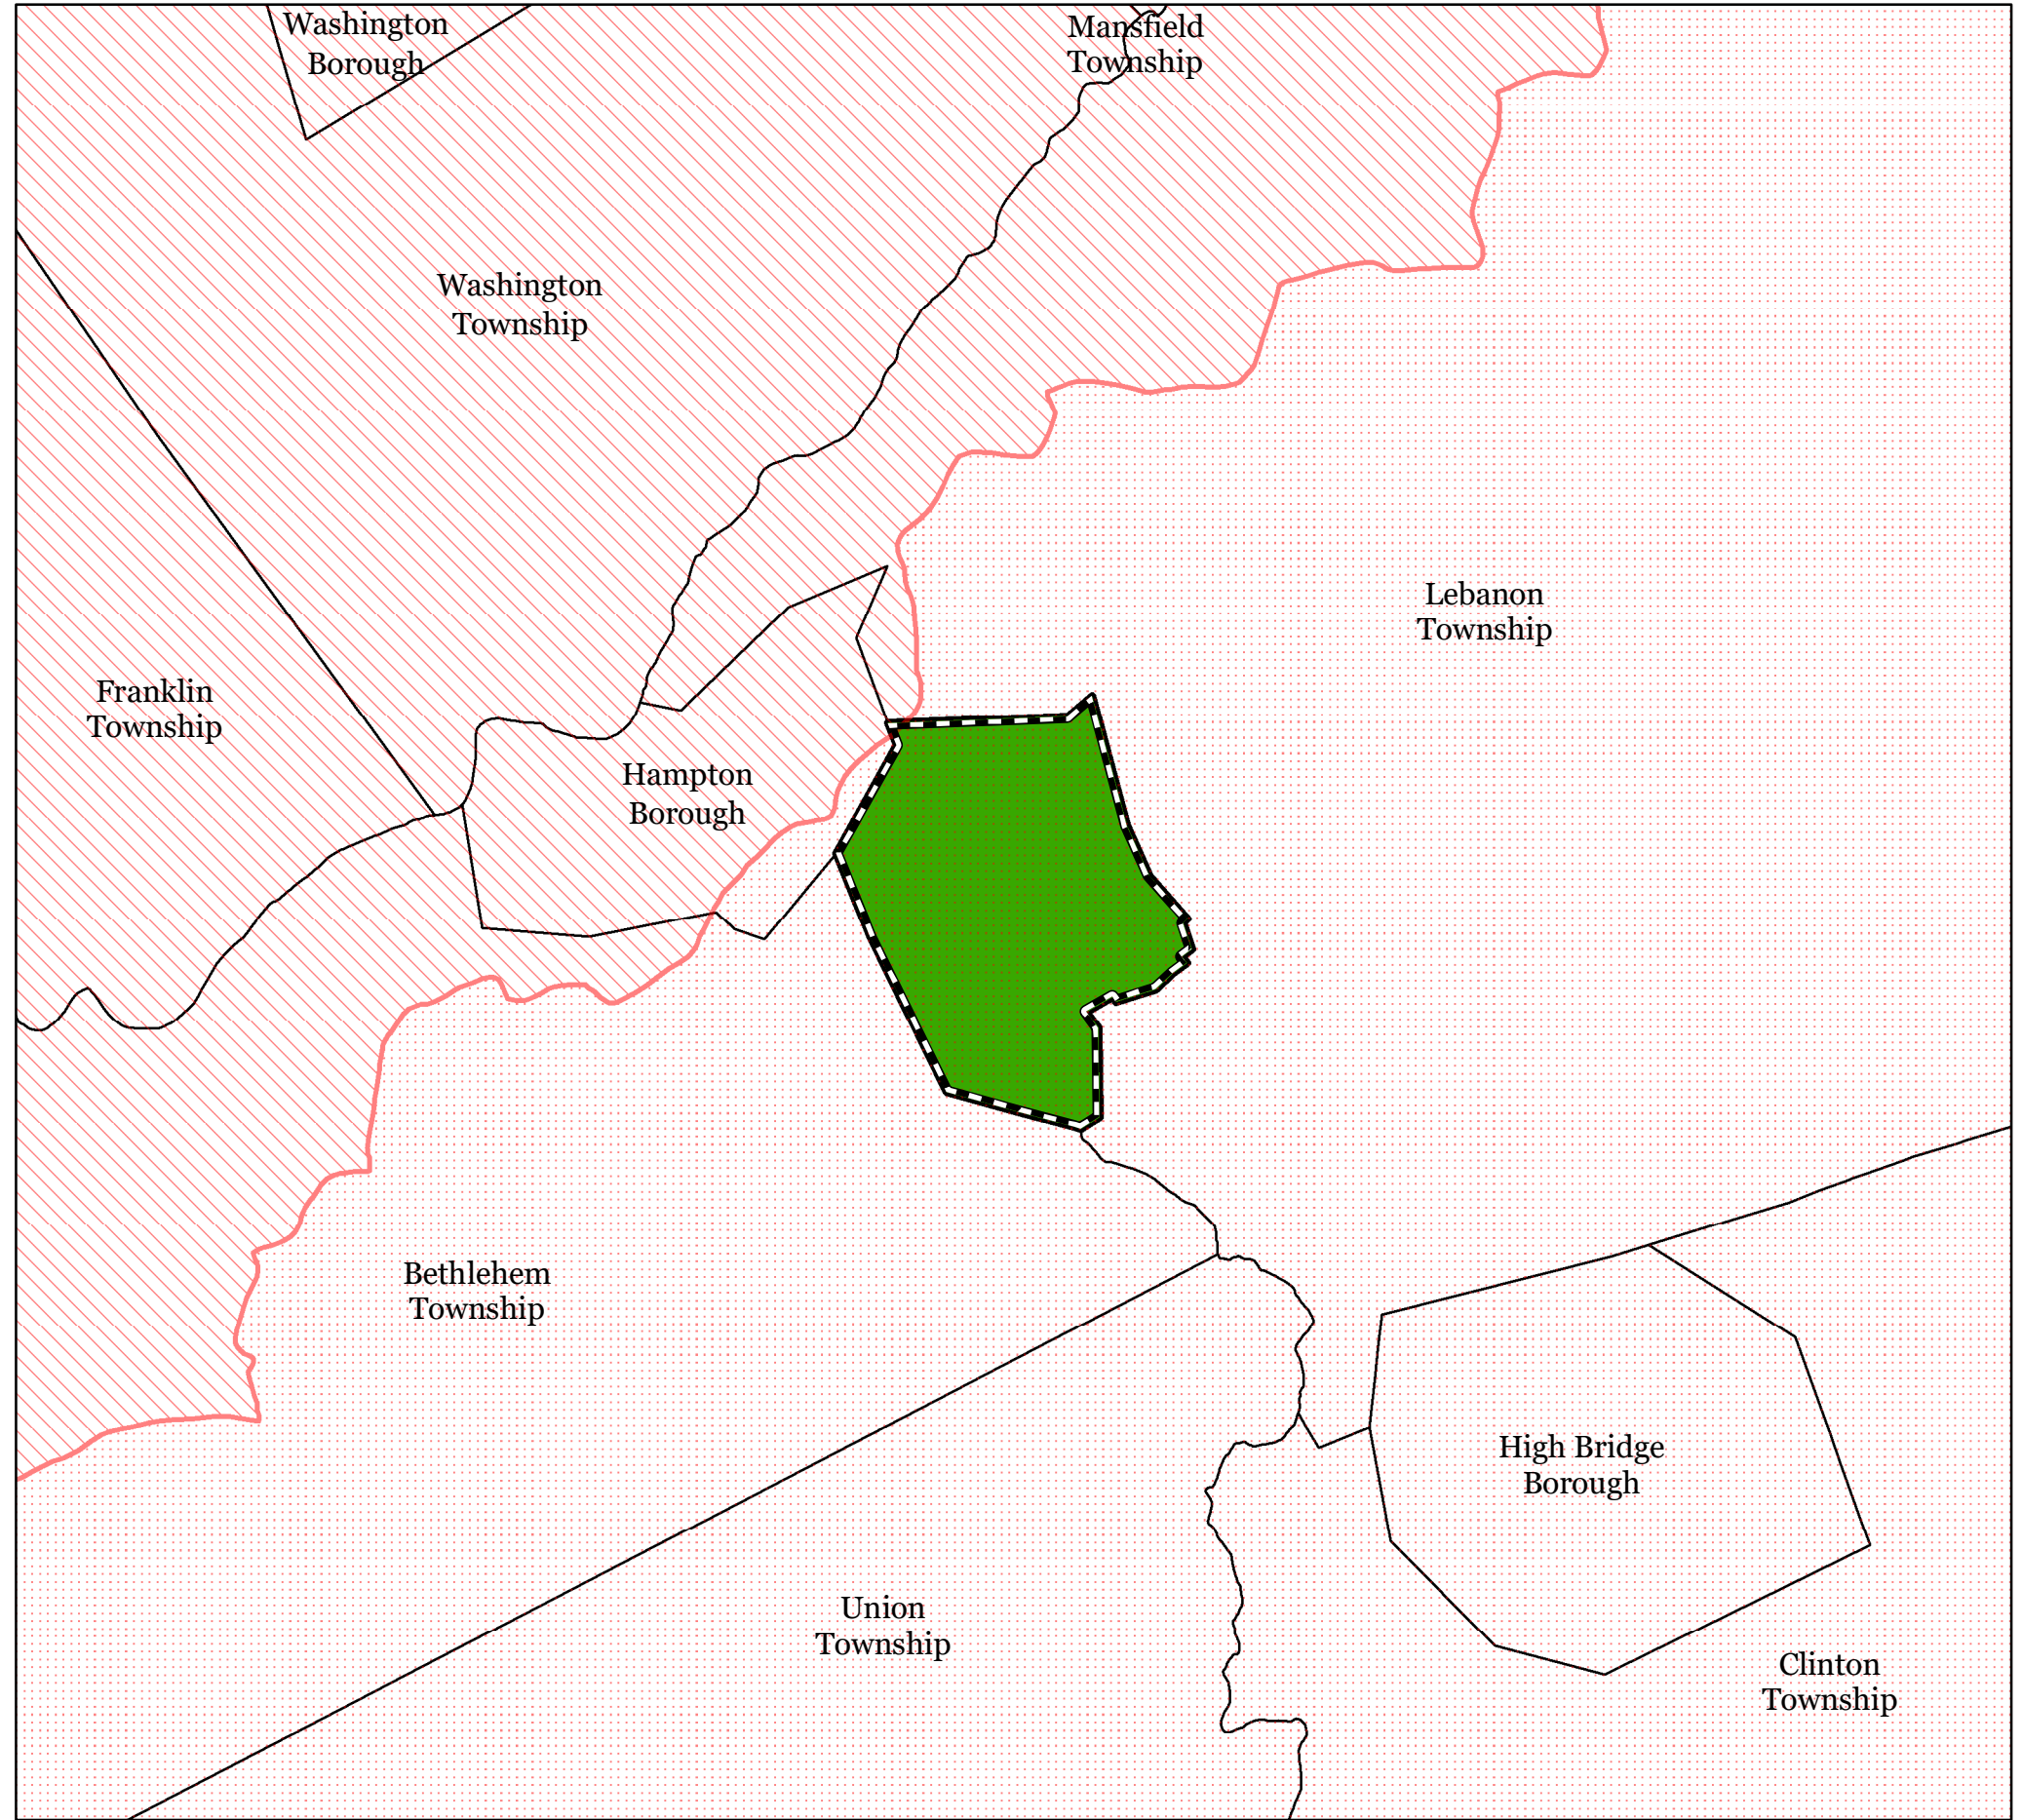 Washington
Borough
Mansfield
Township
Washington
Township
Lebanon
Township
Franklin
Township
Hampton
Borough
Bethlehem
Township
High Bridge
Borough
Union
Township
Clinton
Township